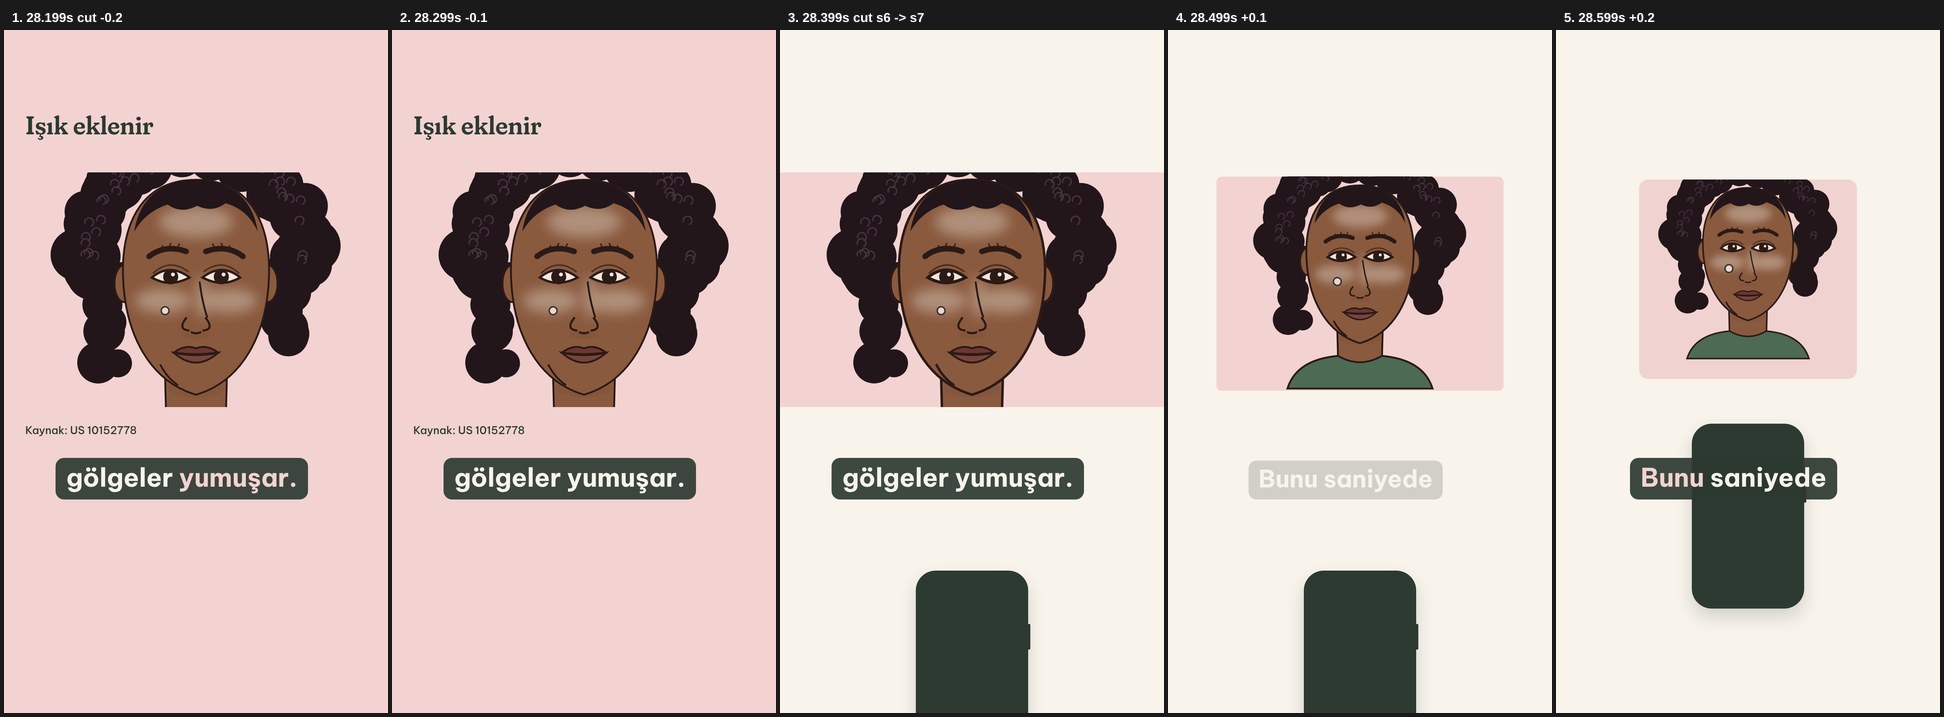 1. 28.199s cut -0.2
Işık eklenir
Kaynak: US 10152778
gölgeler yumuşar.
2. 28.299s -0.1
Işık eklenir
Kaynak: US 10152778
gölgeler yumuşar.
3. 28.399s cut s6 -> s7
gölgeler yumuşar.
4. 28.499s +0.1
Bunu saniyede
5. 28.599s +0.2
Bunu saniyede